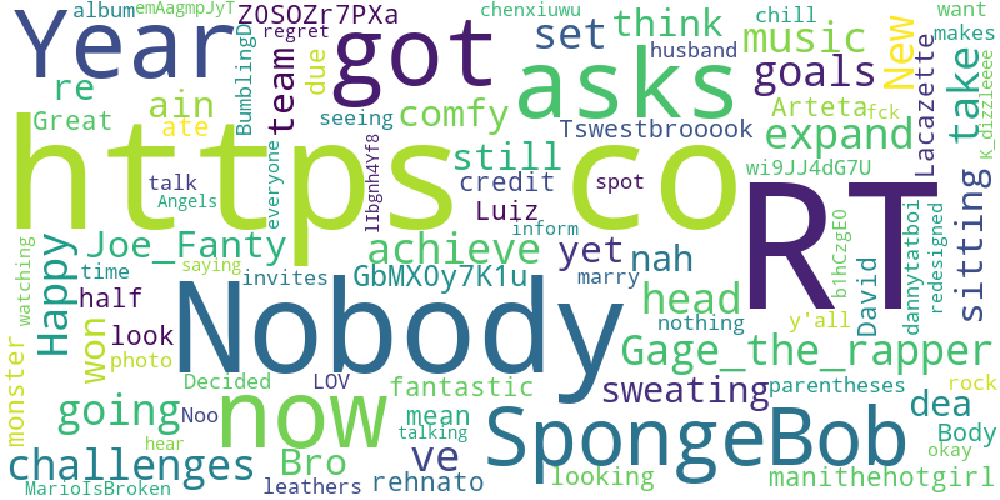 Year
album
emAagmpJyT
Z0SOZr7PXa
regret
got
chenxiuwu
set
think
husband
chill
music
goals
New
want
makes
re
Great
ain
ate
BumblingD
team
due
seeing
comfy
asks
Tswestbrooook
Arteta
fck
expand
Lacazette
take
K_dizzleeee
https co
talk
Angels
everyone
1Ibgnh4Yf8
still
credit
Luiz
spot
inform
wi9JJ4dG7U
RT
sitting
watching
Happy
Joe_Fanty
time
saying
invites
half
achieve
GbMXOy7K1u
yet
marry
nah
head
nothing
b1hCzgEO
y'all
David
dannytatboi
redesigned
monster
won
look
photo
Nobody
Gage_the_rapper
Decided
LOV
fantastic
sweating
parentheses
rock
going
Noo
now
mean
talking
SpongeBob
dea
Body
okay
challenges
hear
Bro
ve
looking
manithehotgirl
MarioIsBroken
leathers
rehnato